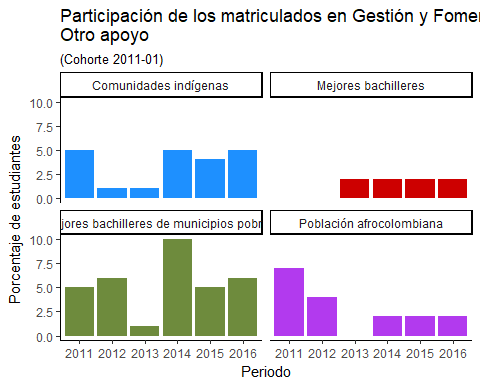 Participación de los matriculados en Gestión y Fomen
Otro apoyo
(Cohorte 2011-01)
Comunidades indígenas
Mejores bachilleres
10.0
7.5
5.0
2.5
0.0
jores bachilleres de municipios pobr
Población afrocolombiana
10.0
7.5
5.0
2.5
0.0
Porcentaje de estudiantes
2011 2012 2013 2014 2015 2016
2011 2012 2013 2014 2015 2016
Periodo